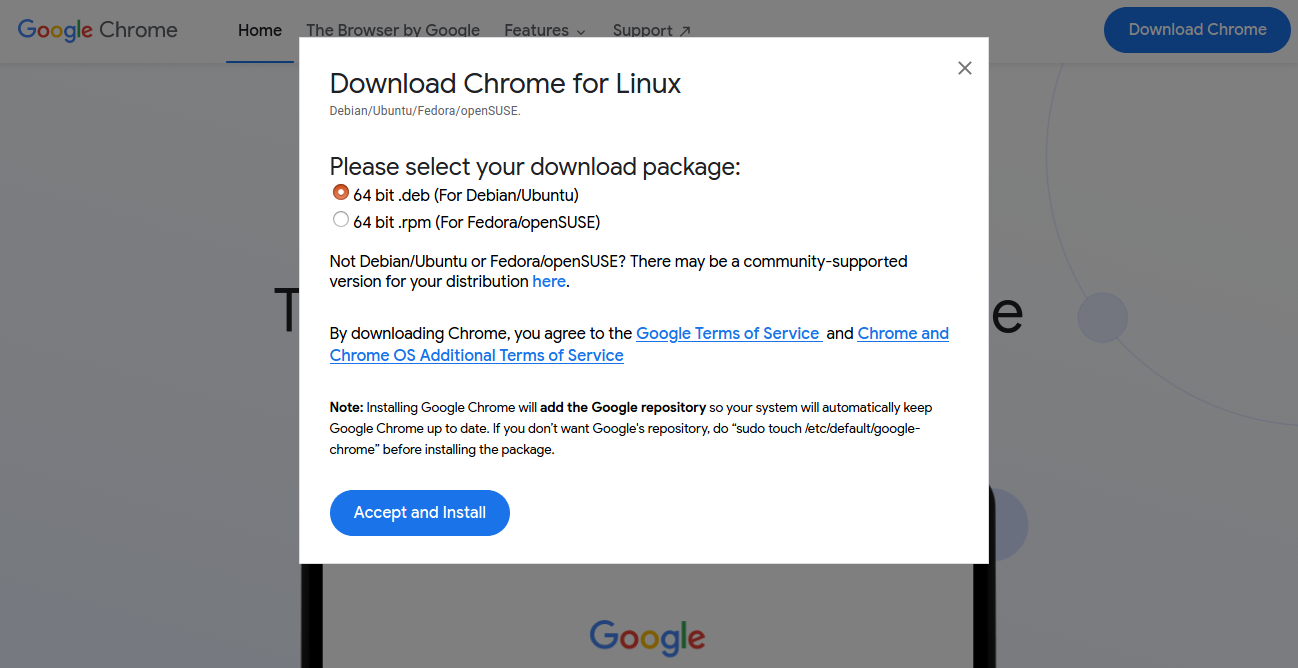 Google Chrome
Home
The Browser by Google
Features
Support
Download Chrome
Download Chrome for Linux
Debian/Ubuntu/Fedora/openSUSE.
Please select your download package:
64 bit .deb (For Debian/Ubuntu)
64 bit .rpm (For Fedora/openSUSE)
Not Debian/Ubuntu or Fedora/openSUSE? There may be a community-supported
version for your distribution here.
T
e
By downloading Chrome, you agree to the Google Terms of Service and Chrome and
Chrome OS Additional Terms of Service
Note: Installing Google Chrome will add the Google repository so your system will automatically keep
Google Chrome up to date. If you don't want Google's repository, do “sudo touch /etc/default/google-
chrome” before installing the package.
Accept and Install
Google